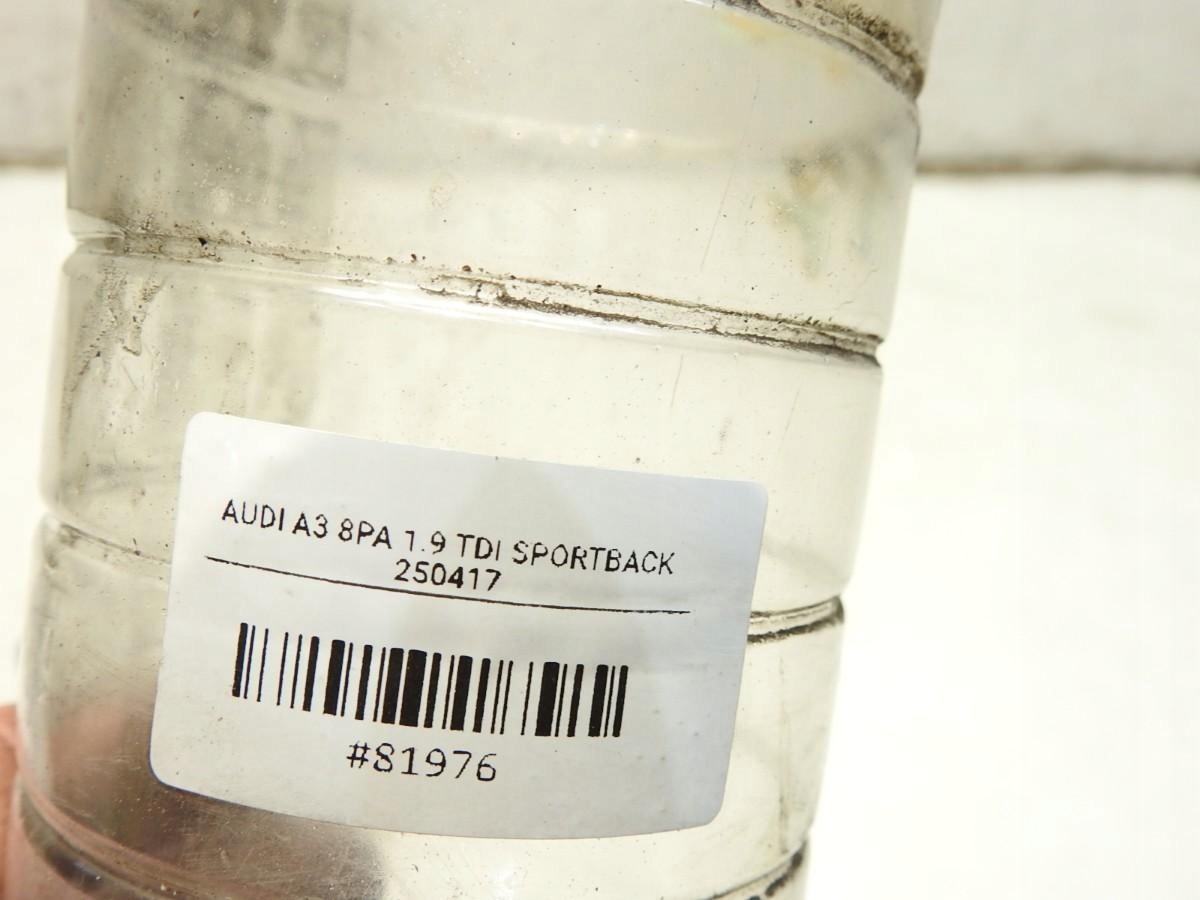 AUDI A3 8PA 1.9 TDI SPORTBACK
250417
#81976